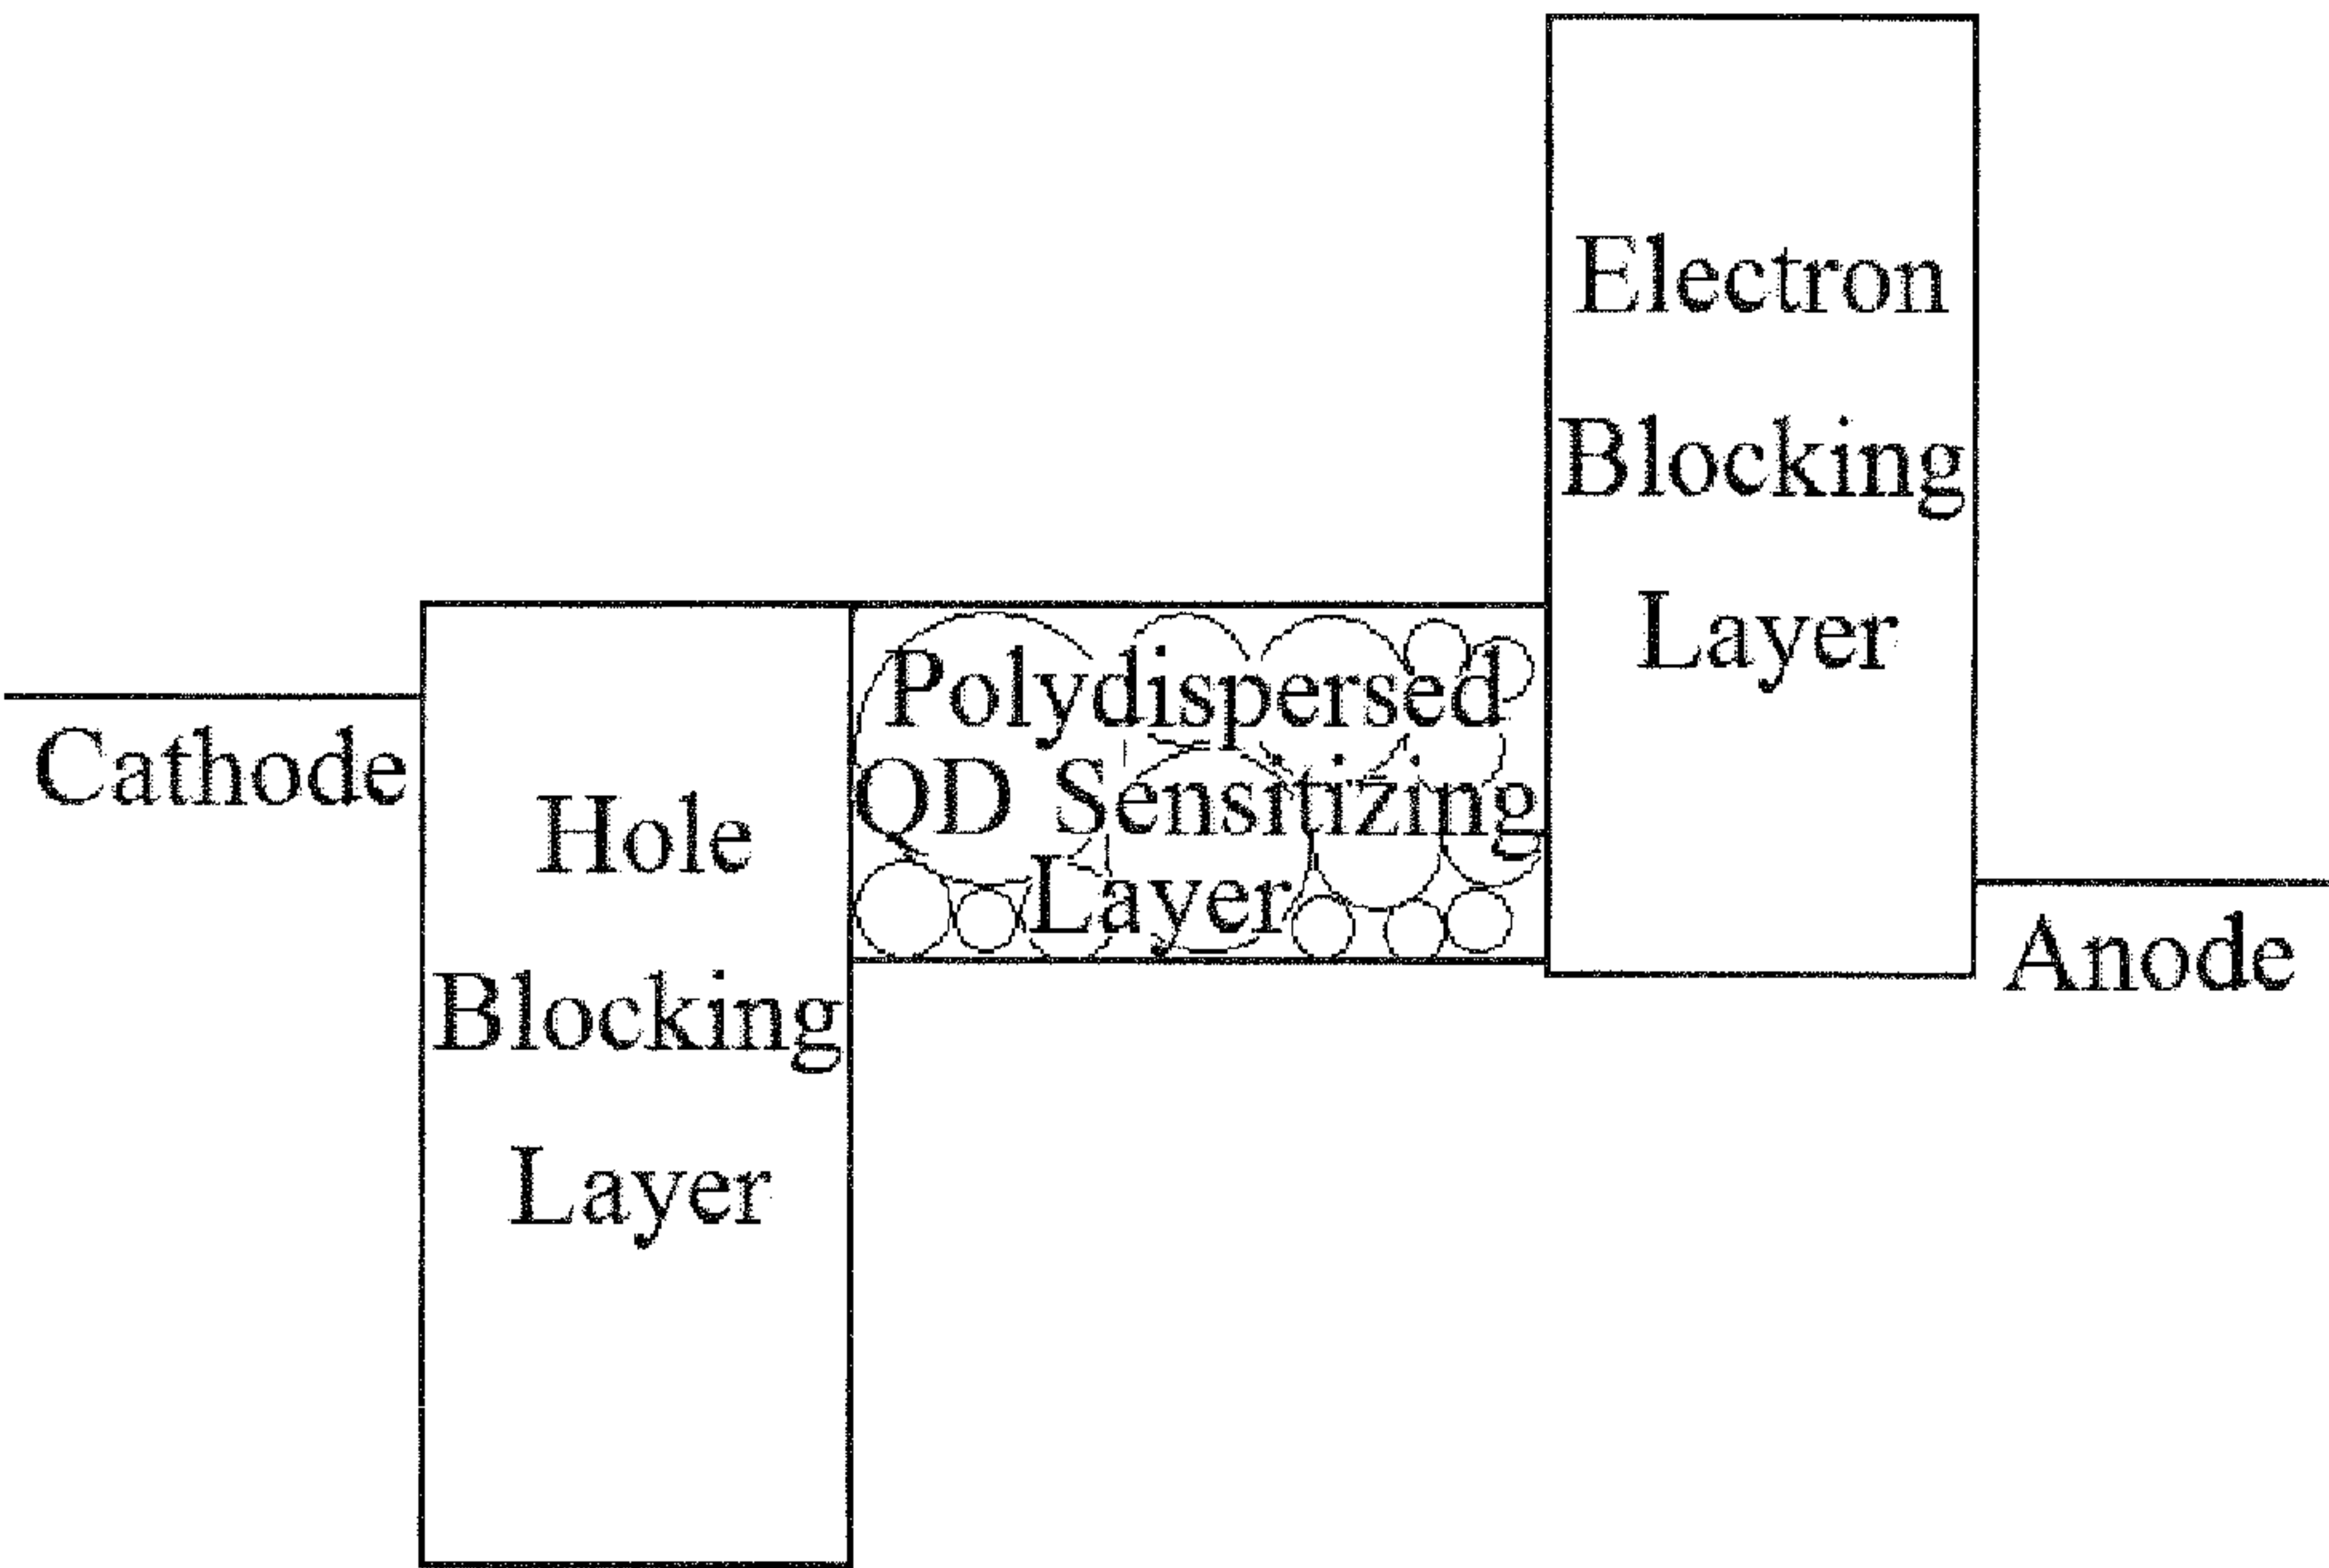 Cathode
Hole
Blocking
Layer
Polydispersed
QD Sensitizing
Layer
Electron
Blocking
Layer
Anode